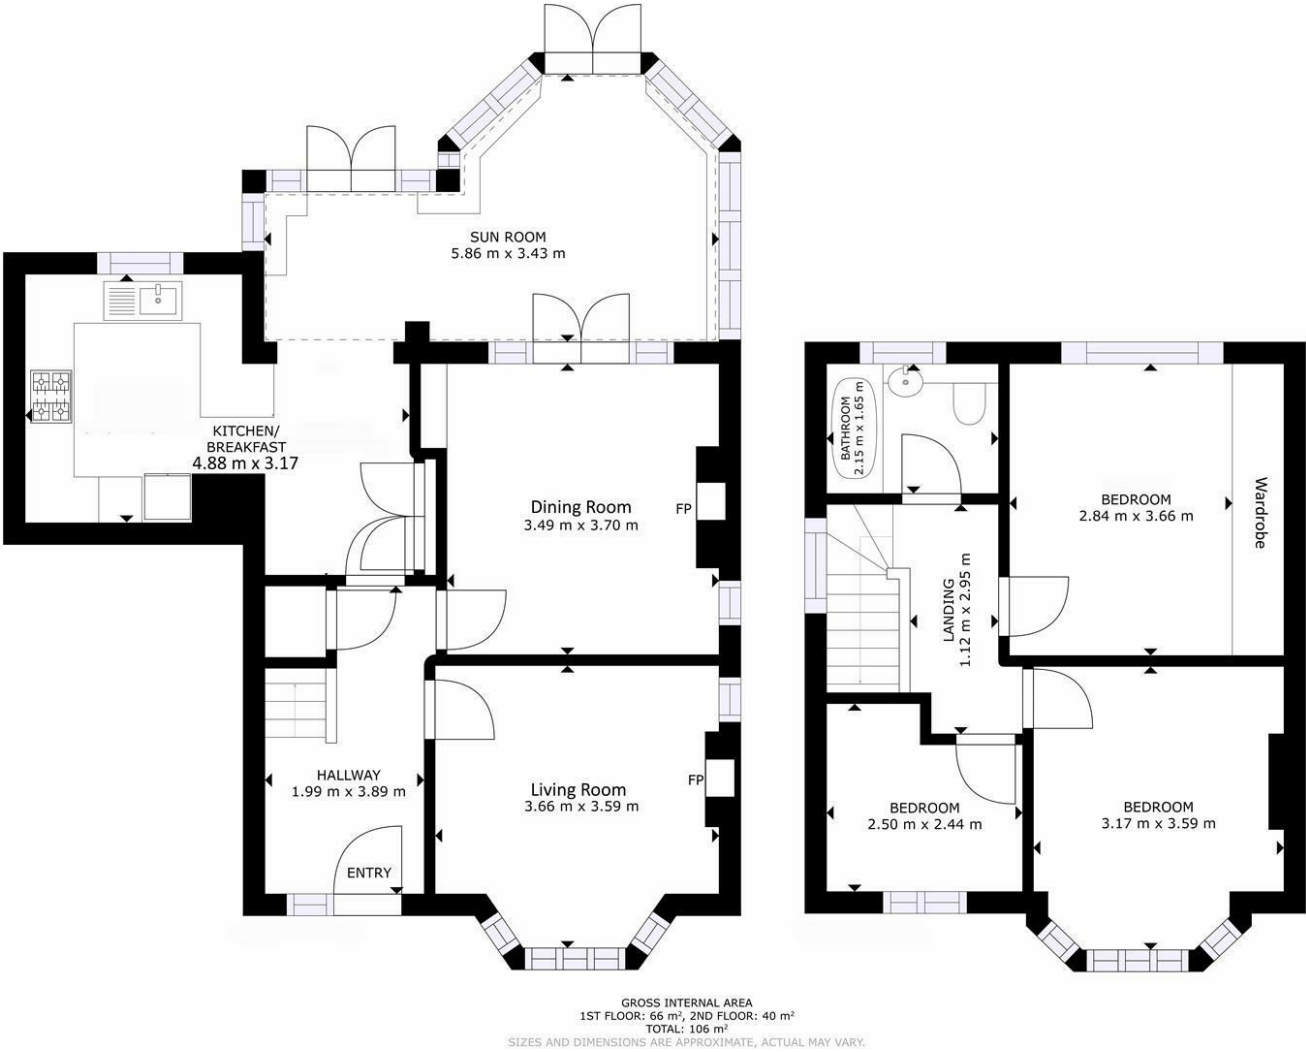 SUN ROOM
5.86 m x 3.43 m
KITCHEN/
BREAKFAST
4.88 m x 3.17
Dining Room
3.49 m x 3.70 m
FP
HALLWAY
1.99 m x 3.89 m
ENTRY
Living Room
3.66 m x 3.59 m
FP
BATHROOM
2.15 m x 1.65 m
BEDROOM
2.84 m x 3.66 m
Wardrobe
LANDING
1.12 m x 2.95 m
BEDROOM
2.50 m x 2.44 m
BEDROOM
3.17 m x 3.59 m
GROSS INTERNAL AREA
1ST FLOOR: 66 m², 2ND FLOOR: 40 m²
TOTAL: 106 m²
SIZES AND DIMENSIONS ARE APPROXIMATE, ACTUAL MAY VARY.